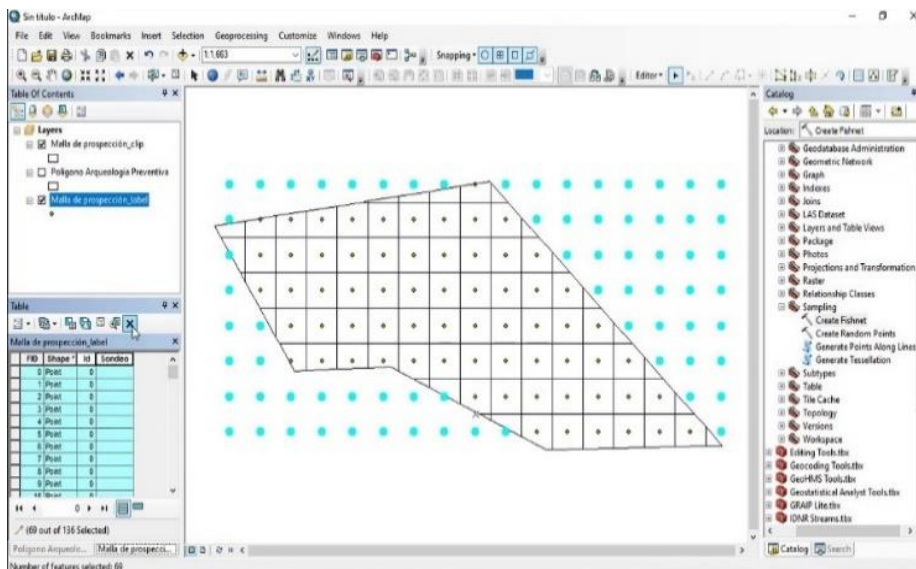 Sin título - ArcMap
File Edit View Bookmarks Insert Selection Geoprocessing Customize Windows Help
1:1,663
Snapping
Editor
Table Of Contents
Layers
Malla de prospección_clip
Poligono Arqueologia Preventiva
Malla de prospección_label
Table
Malla de prospección_label
FID Shape * Id Sondeo
0 Point 0
1 Point 0
2 Point 0
3 Point 0
4 Point 0
5 Point 0
6 Point 0
7 Point 0
8 Point 0
9 Point 0
10 Point 0
0
(69 out of 136 Selected)
Poligono Arqueolo... Malla de prospecci...
Number of features selected: 69
Catalog
Location: Create Fishnet
Geodatabase Administration
Geometric Network
Graph
Indexes
Joins
LAS Dataset
Layers and Table Views
Package
Photos
Projections and Transformation
Raster
Relationship Classes
Sampling
Create Fishnet
Create Random Points
Generate Points Along Lines
Generate Tessellation
Subtypes
Table
Tile Cache
Topology
Versions
Workspace
Editing Tools.tbx
Geocoding Tools.tbx
GeoHMS Tools.tbx
Geostatistical Analyst Tools.tbx
GRAIP Lite.tbx
IDNR Streams.tbx
Catalog Search